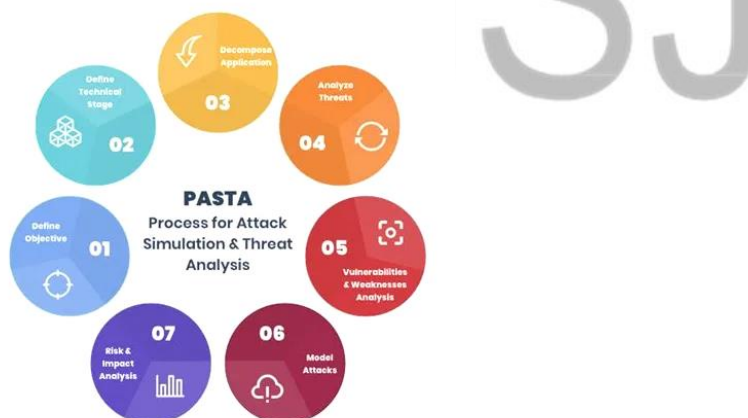 PASTA
Process for Attack
Simulation & Threat
Analysis
Define
Objective
01
Define
Technical
Stage
02
Decompose
Application
03
Analyze
Threats
04
05
Vulnerabilities
& Weaknesses
Analysis
06
Model
Attacks
07
Risk &
Impact
Analysis
SJ